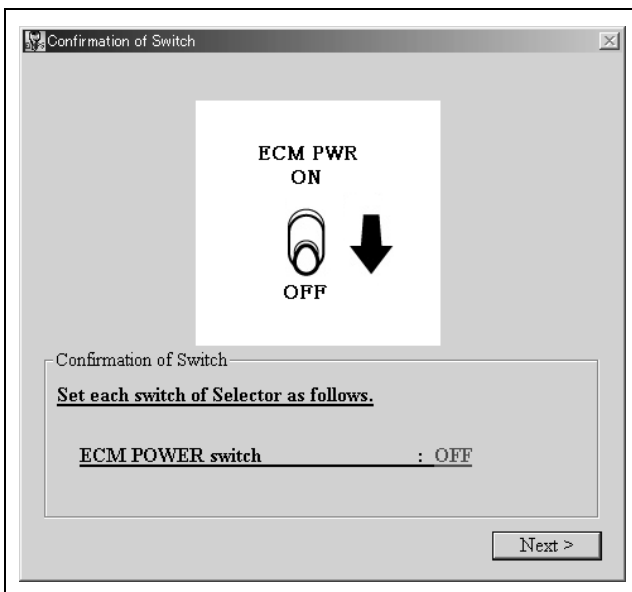 Confirmation of Switch
ECM PWR
ON
OFF
Confirmation of Switch
Set each switch of Selector as follows.
ECM POWER switch : OFF
Next >